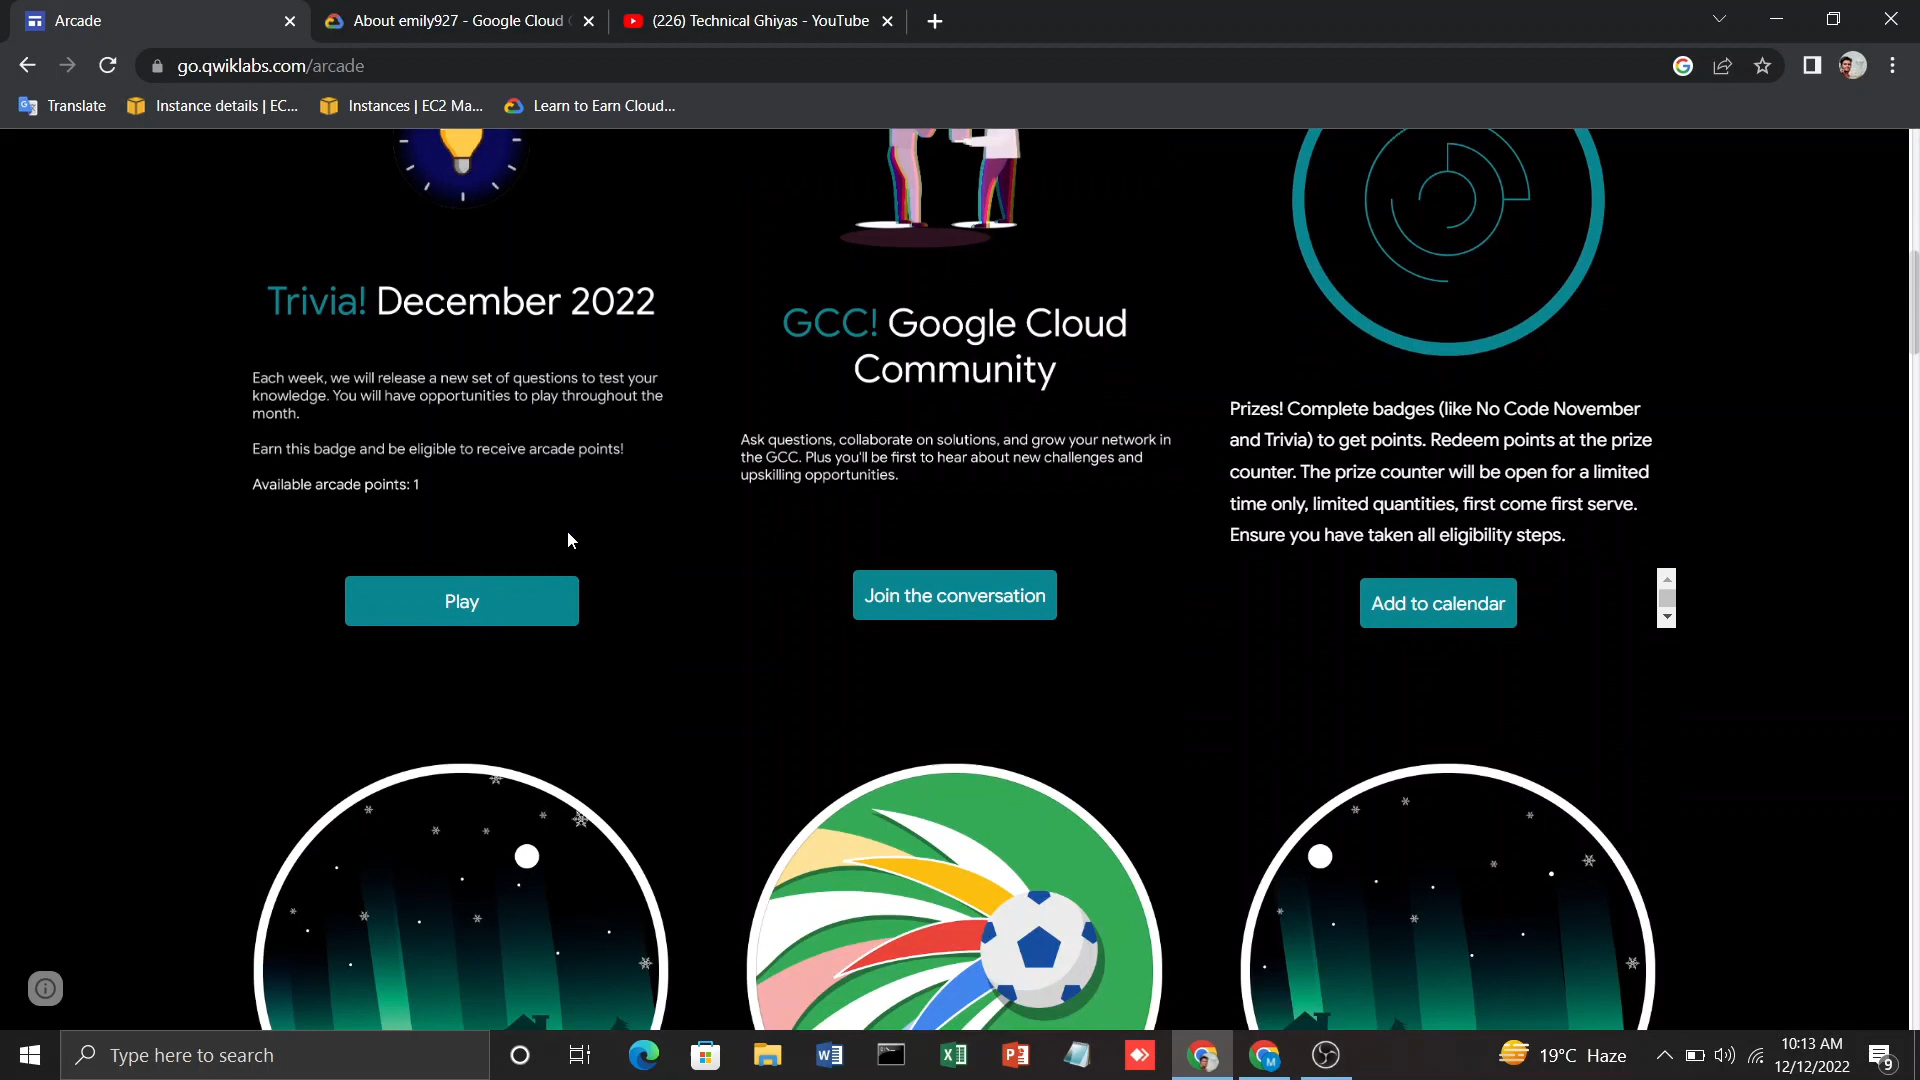 Arcade
About emily927 - Google Cloud
(226) Technical Ghiyas - YouTube
go.qwiklabs.com/arcade
Translate
Instance details | EC...
Instances | EC2 Ma...
Learn to Earn Cloud...
Trivia! December 2022
Each week, we will release a new set of questions to test your
knowledge. You will have opportunities to play throughout the
month.
Earn this badge and be eligible to receive arcade points!
Available arcade points: 1
Play
GCC! Google Cloud
Community
Ask questions, collaborate on solutions, and grow your network in
the GCC. Plus you'll be first to hear about new challenges and
upskilling opportunities.
Join the conversation
Prizes! Complete badges (like No Code November
and Trivia) to get points. Redeem points at the prize
counter. The prize counter will be open for a limited
time only, limited quantities, first come first serve.
Ensure you have taken all eligibility steps.
Add to calendar
Type here to search
19°C Haze
10:13 AM
12/12/2022
9